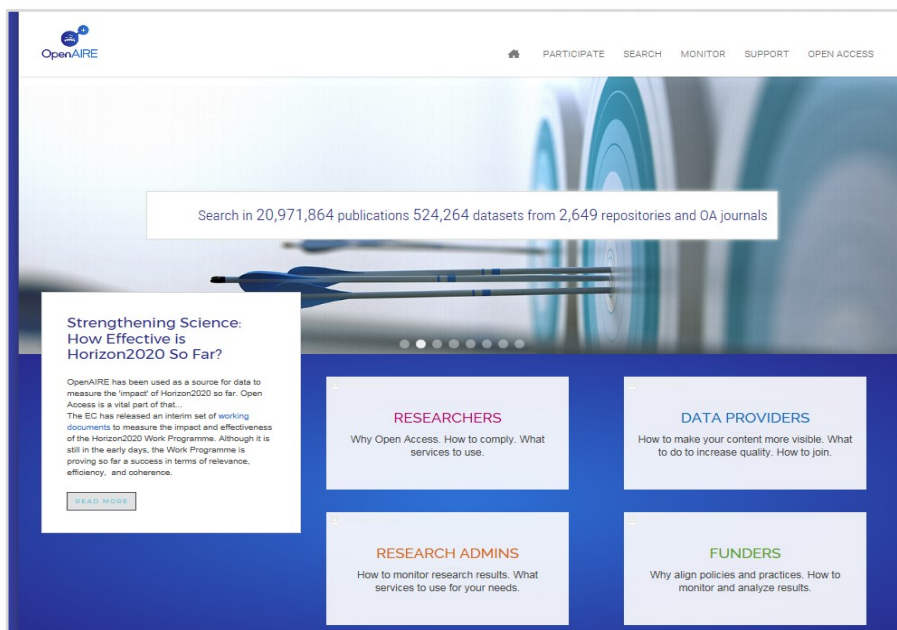 OpenAIRE
PARTICIPATE SEARCH MONITOR SUPPORT OPEN ACCESS
Search in 20,971,864 publications 524,264 datasets from 2,649 repositories and OA journals
Strengthening Science:
How Effective is
Horizon2020 So Far?
OpenAIRE has been used as a source for data to
measure the 'impact' of Horizon2020 so far. Open
Access is a vital part of that...
The EC has released an interim set of working
documents to measure the impact and effectiveness
of the Horizon2020 Work Programme. Although it is
still in the early days, the Work Programme is
proving so far a success in terms of relevance,
efficiency, and coherence.
READ MORE
RESEARCHERS
Why Open Access. How to comply. What
services to use.
DATA PROVIDERS
How to make your content more visible. What
to do to increase quality. How to join.
RESEARCH ADMINS
How to monitor research results. What
services to use for your needs.
FUNDERS
Why align policies and practices. How to
monitor and analyze results.